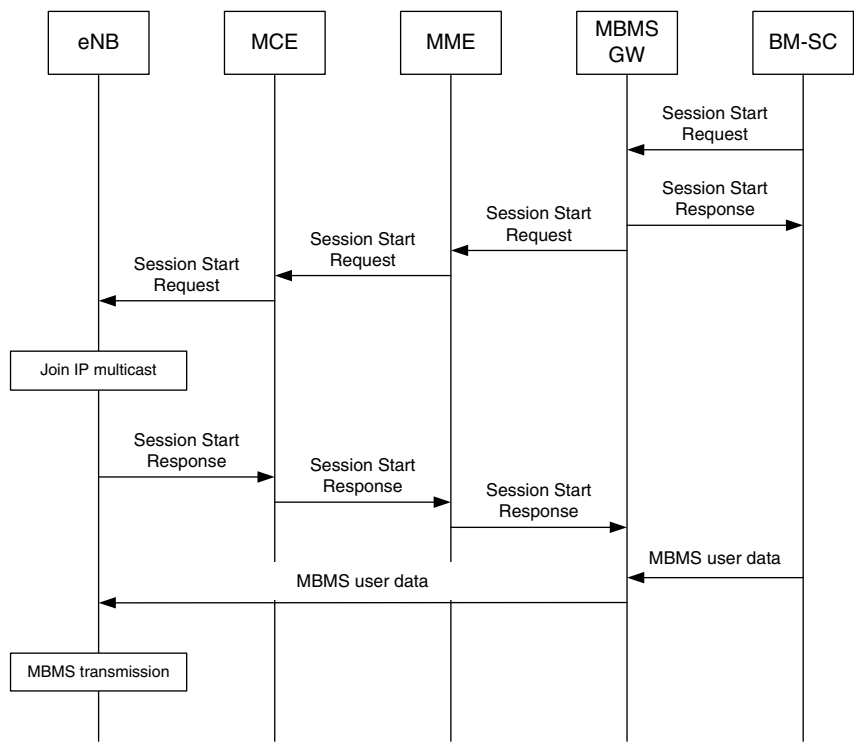 eNB
MCE
MME
MBMS
GW
BM-SC
Session Start
Request
Session Start
Response
Session Start
Request
Session Start
Request
Session Start
Request
Join IP multicast
Session Start
Response
Session Start
Response
Session Start
Response
MBMS user data
MBMS user data
MBMS transmission